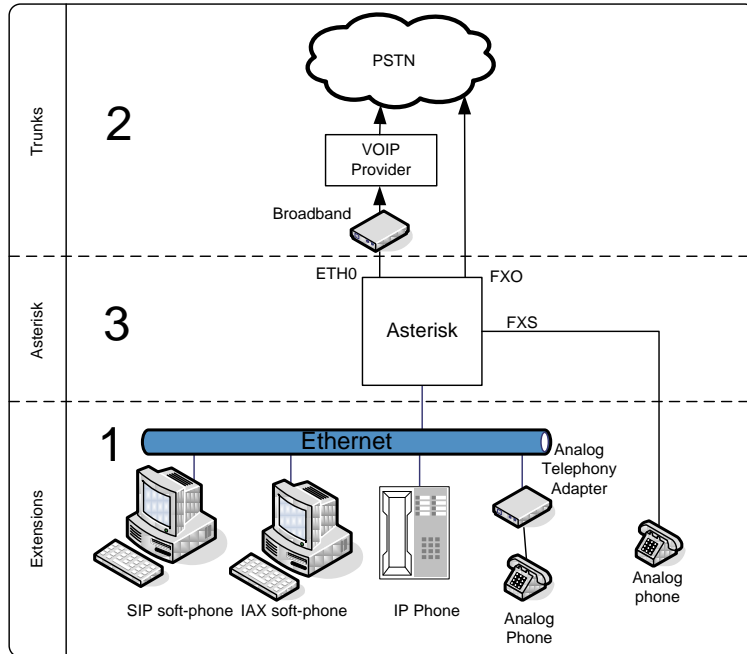 Trunks
2
PSTN
VOIP
Provider
Broadband
ETH0
FXO
Asterisk
3
Asterisk
FXS
Extensions
1
Ethernet
Analog
Telephony
Adapter
SIP soft-phone
IAX soft-phone
IP Phone
Analog
Phone
Analog
phone